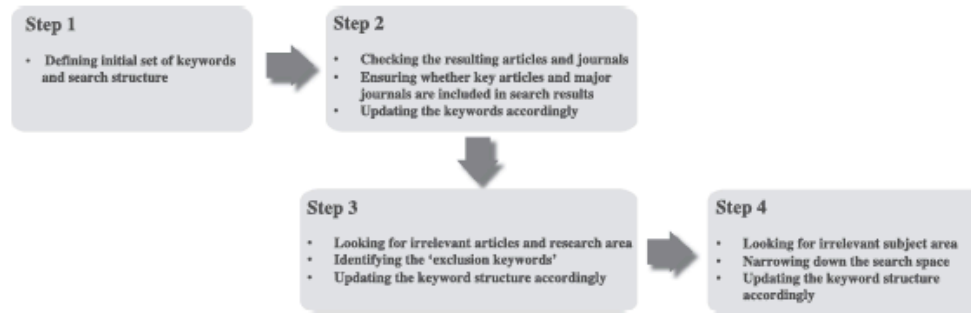 Step 1
• Defining initial set of keywords
and search structure
Step 2
• Checking the resulting articles and journals
• Ensuring whether key articles and major
journals are included in search results
• Updating the keywords accordingly
Step 3
• Looking for irrelevant articles and research area
• Identifying the ‘exclusion keywords’
• Updating the keyword structure accordingly
Step 4
• Looking for irrelevant subject area
• Narrowing down the search space
• Updating the keyword structure
accordingly